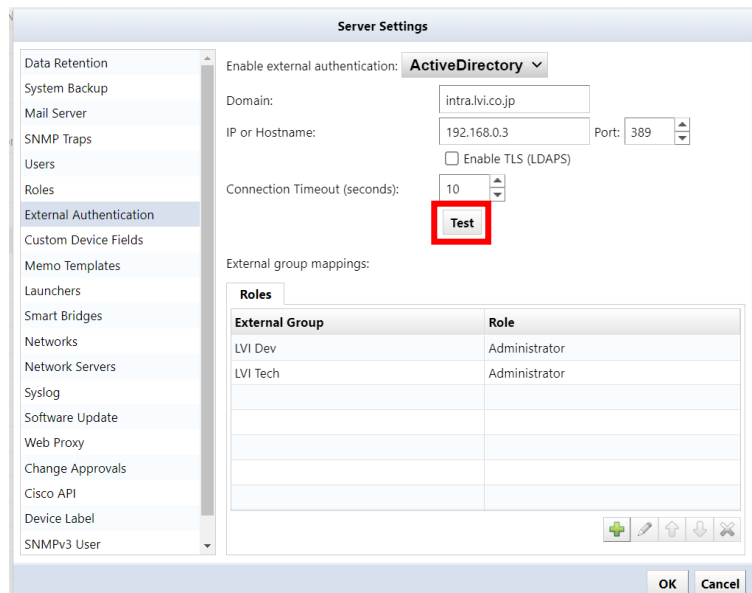 Server Settings
Data Retention
System Backup
Mail Server
SNMP Traps
Users
Roles
External Authentication
Custom Device Fields
Memo Templates
Launchers
Smart Bridges
Networks
Network Servers
Syslog
Software Update
Web Proxy
Change Approvals
Cisco API
Device Label
SNMPv3 User
Enable external authentication: ActiveDirectory
Domain: intra.lvi.co.jp
IP or Hostname: 192.168.0.3 Port: 389
Enable TLS (LDAPS)
Connection Timeout (seconds): 10
Test
External group mappings:
Roles
External Group Role
LVI Dev Administrator
LVI Tech Administrator
OK Cancel